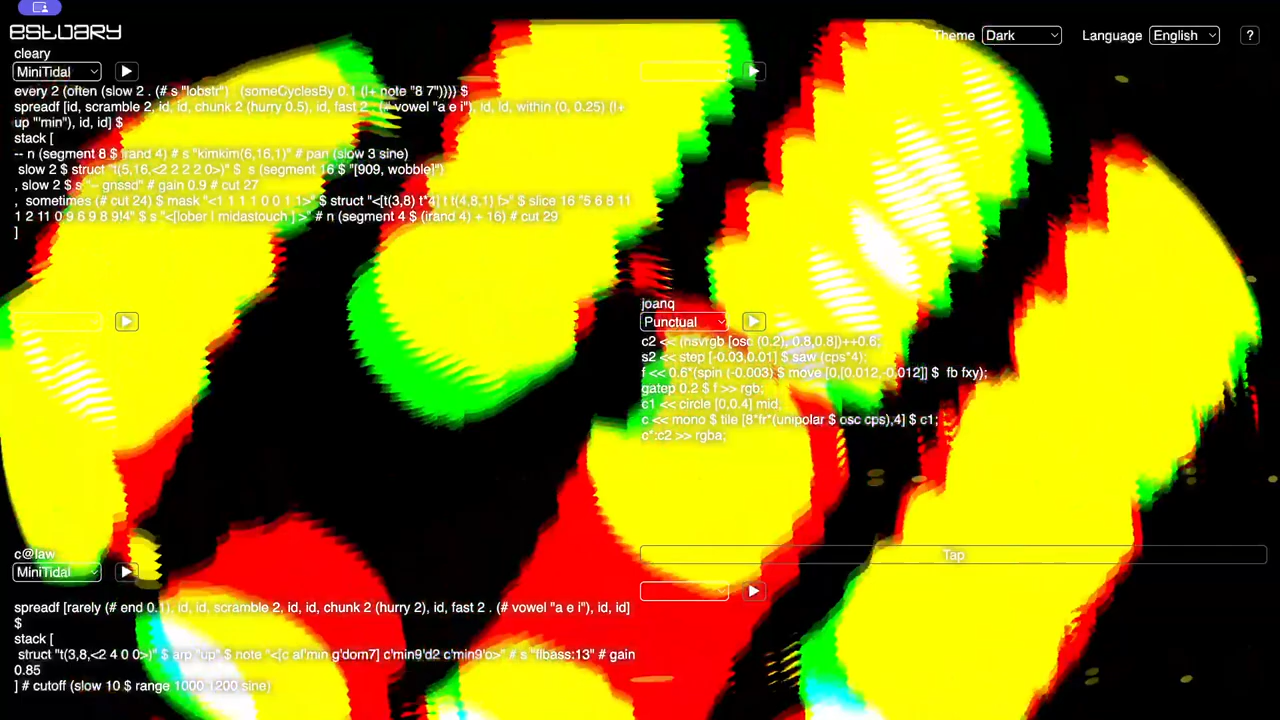 estuary
Theme Dark Language English ?
cleary
MiniTidal
every 2 (often (slow 2 . (# s "lobstr") . (someCyclesBy 0.1 (|+ note "8 7")))) $
spreadf [id, scramble 2, id, id, chunk 2 (hurry 0.5), id, fast 2 . (# vowel "a e i"), id, id, within (0, 0.25) (|+
up "'min"), id, id] $
stack [
-- n (segment 8 $ irand 4) # s "kimkim(6,16,1)" # pan (slow 3 sine)
slow 2 $ struct "t(5,16,<2 2 2 2 0>)" $ s (segment 16 $ "[909, wobble]")
, slow 2 $ s "~ gnssd" # gain 0.9 # cut 27
, sometimes (# cut 24) $ mask "<1 1 1 1 0 0 1 1>" $ struct "<[t(3,8) t*4] t t(4,8,1) f>" $ slice 16 "5 6 8 11
1 2 11 0 9 6 9 8 9!4" $ s "<[lober | midastouch ] >" # n (segment 4 $ (irand 4) + 16) # cut 29
]
joanq
Punctual
c2 << (hsvrgb [osc (0.2), 0.8,0.8])++0.6;
s2 << step [-0.03,0.01] $ saw (cps*4);
f << 0.6*(spin (-0.003) $ move [0,[0.012,-0.012]] $ fb fxy);
gatep 0.2 $ f >> rgb;
c1 << circle [0,0.4] mid;
c << mono $ tile [8*fr*(unipolar $ osc cps),4] $ c1;
c*:c2 >> rgba;
c@law
MiniTidal
Tap
spreadf [rarely (# end 0.1), id, id, scramble 2, id, id, chunk 2 (hurry 2), id, fast 2 . (# vowel "a e i"), id, id]
$
stack [
struct "t(3,8,<2 4 0 0>)" $ arp "up" $ note "<[c al'min g'dom7] c'min9'd2 c'min9'o>" # s "flbass:13" # gain
0.85
] # cutoff (slow 10 $ range 1000 1200 sine)